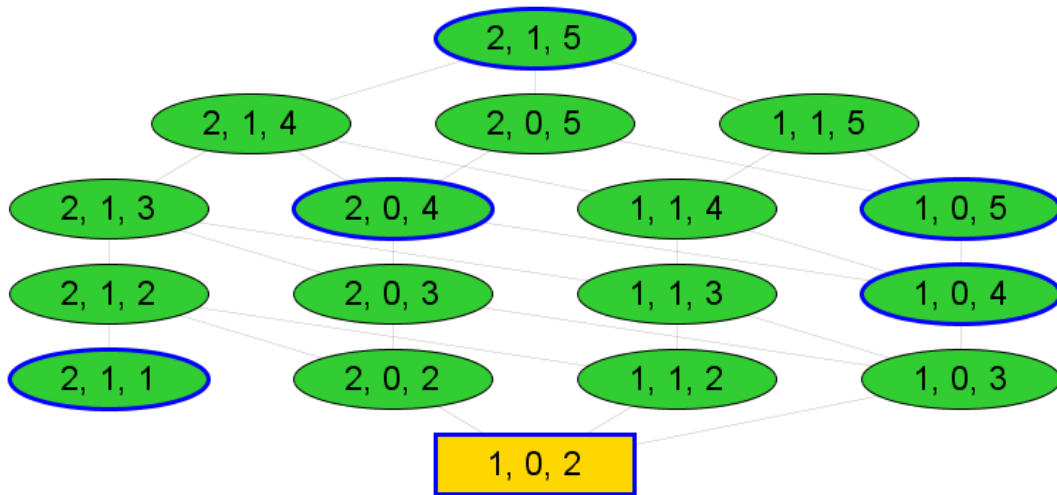 2, 1, 5
2, 1, 4
2, 0, 5
1, 1, 5
2, 1, 3
2, 0, 4
1, 1, 4
1, 0, 5
2, 1, 2
2, 0, 3
1, 1, 3
1, 0, 4
2, 1, 1
2, 0, 2
1, 1, 2
1, 0, 3
1, 0, 2